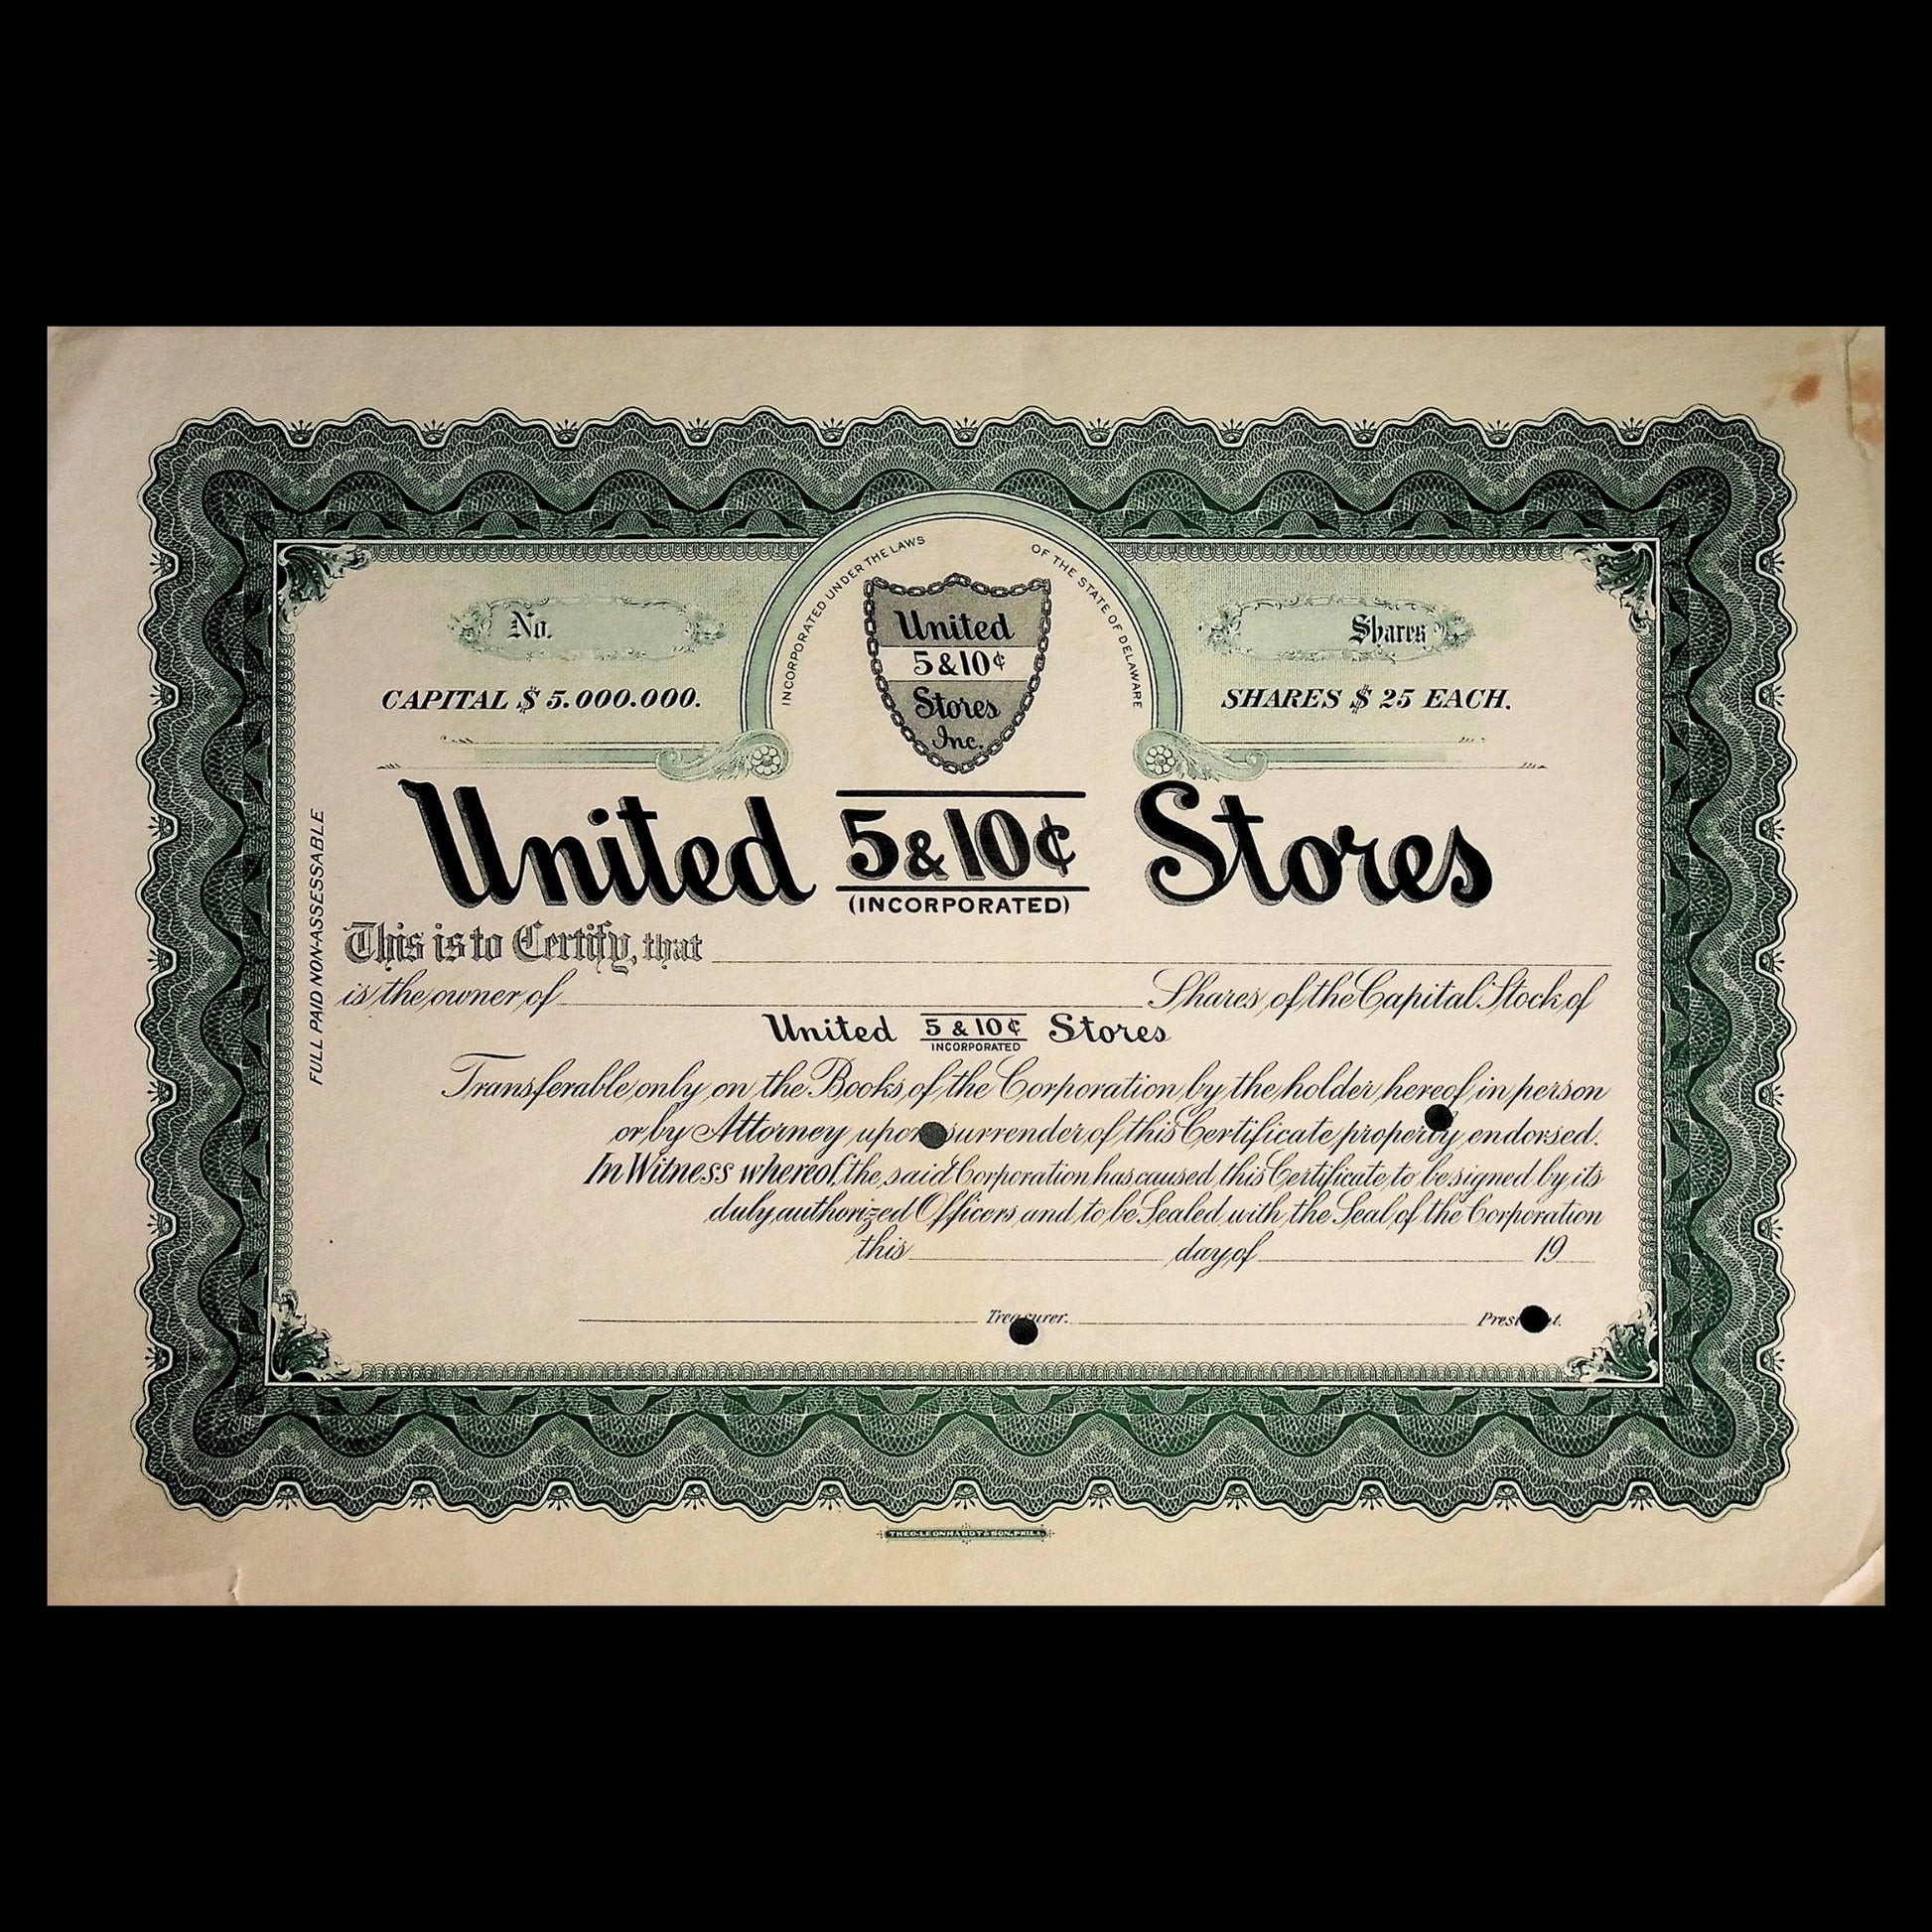 INCORPORATED UNDER THE LAWS OF THE STATE OF DELAWARE
United
5 & 10¢
Stores
Inc.
No.
Shares
CAPITAL $ 5.000.000.
SHARES $ 25 EACH.
United 5 & 10¢ Stores
(INCORPORATED)
FULL PAID NON-ASSESSABLE
This is to Certify, that
is the owner of Shares of the Capital Stock of
United 5 & 10¢ Stores
INCORPORATED
Transferable only on the Books of the Corporation by the holder hereof in person
or by Attorney upon surrender of this Certificate properly endorsed.
In Witness whereof, the said Corporation has caused this Certificate to be signed by its
duly authorized Officers and to be Sealed with the Seal of the Corporation
this day of 19
Treasurer. President.
THEO. LEONHARDT & SON, PHILA.